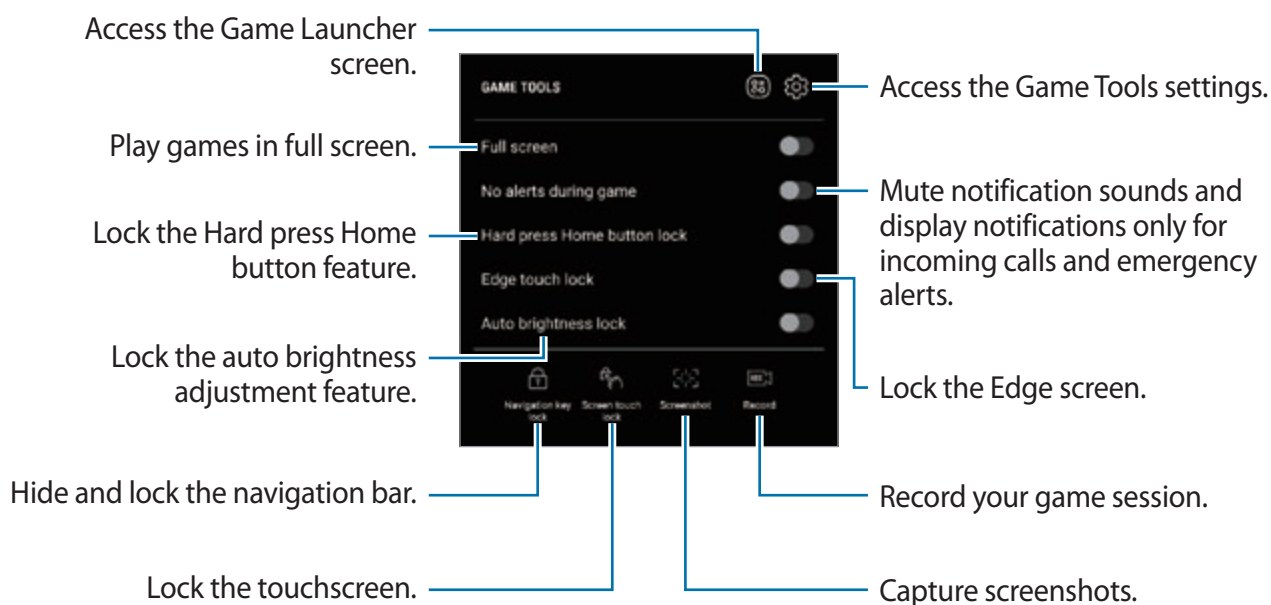 Access the Game Launcher
screen.
GAME TOOLS
Access the Game Tools settings.
Play games in full screen.
Full screen
No alerts during game
Mute notification sounds and
display notifications only for
incoming calls and emergency
alerts.
Lock the Hard press Home
button feature.
Hard press Home button lock
Edge touch lock
Auto brightness lock
Lock the auto brightness
adjustment feature.
Lock the Edge screen.
Navigation key
lock
Screen touch
lock
Screenshot
REC
Record
Hide and lock the navigation bar.
Record your game session.
Lock the touchscreen.
Capture screenshots.